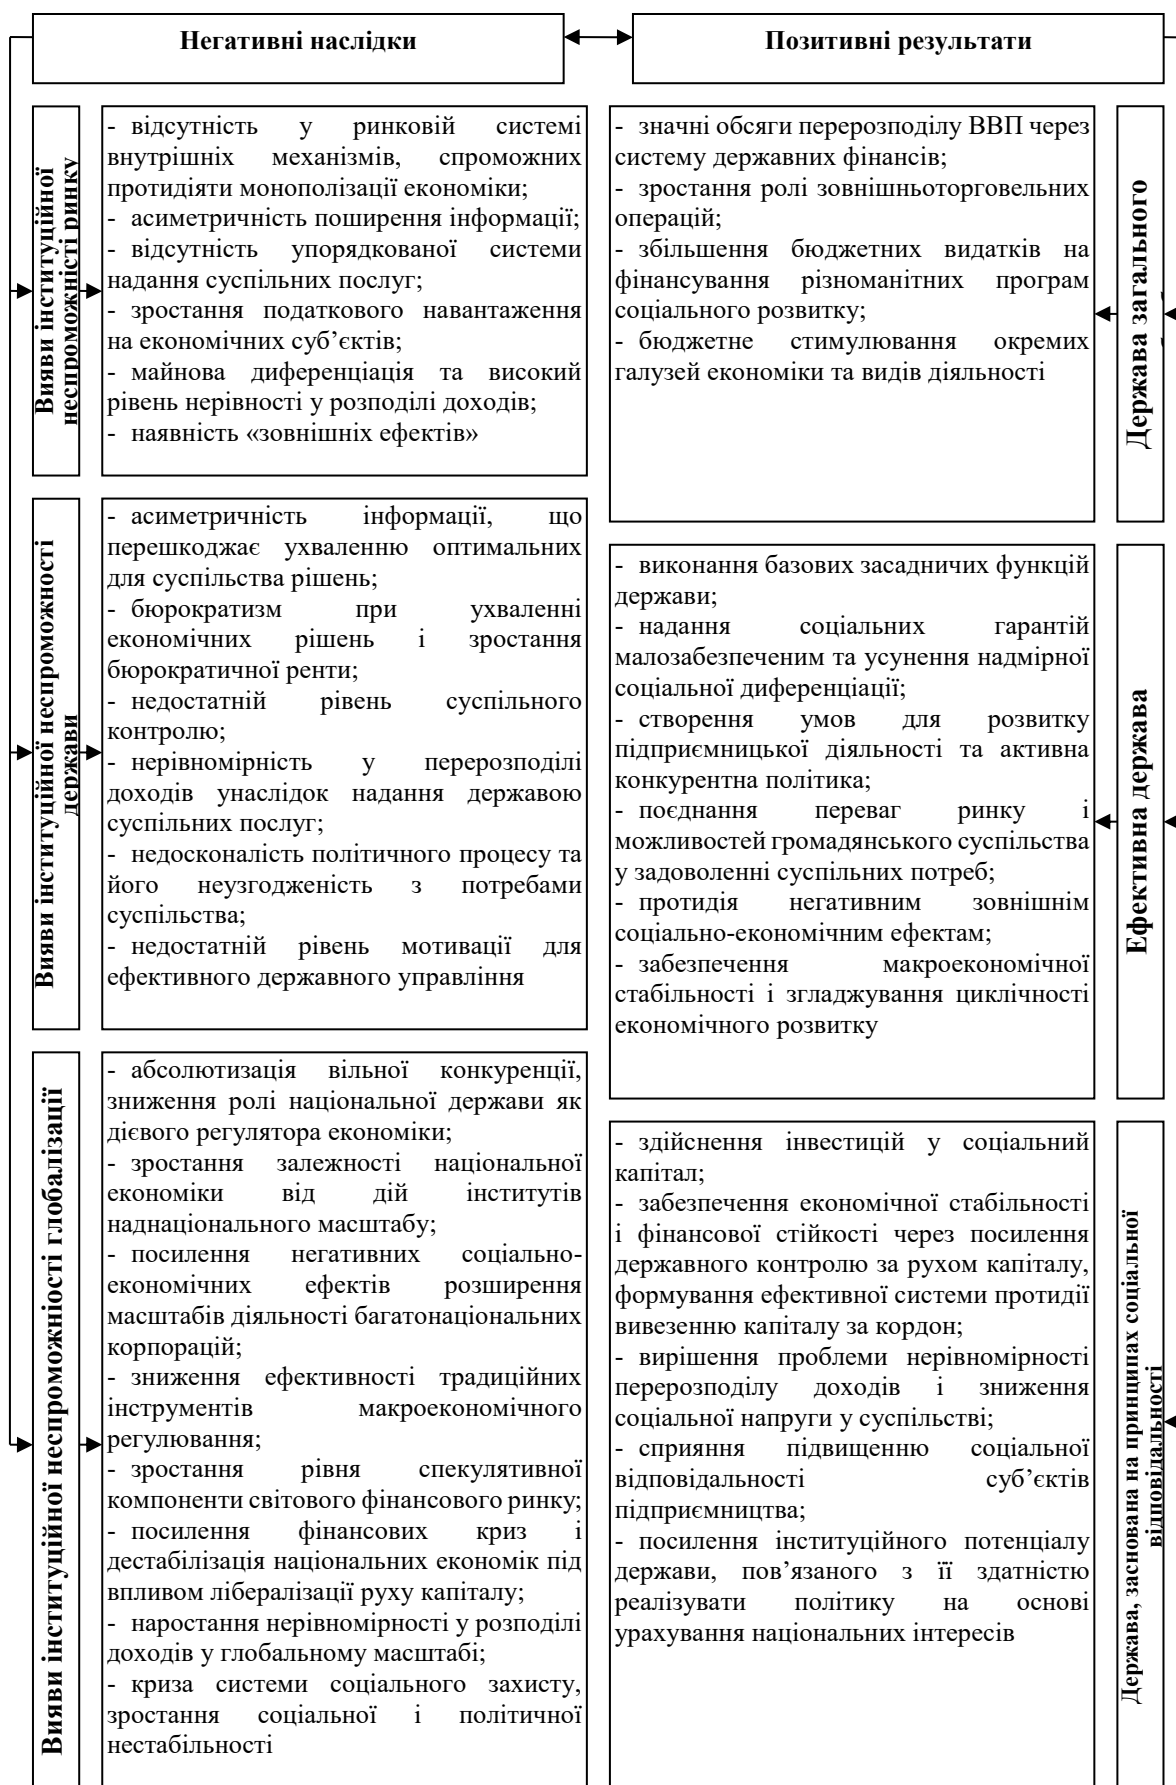 Негативні наслідки
Позитивні результати
Вияви інституційної
неспроможності ринку
- відсутність у ринковій системі
внутрішніх механізмів, спроможних
протидіяти монополізації економіки;
- асиметричність поширення інформації;
- відсутність упорядкованої системи
надання суспільних послуг;
- зростання податкового навантаження
на економічних суб’єктів;
- майнова диференціація та високий
рівень нерівності у розподілі доходів;
- наявність «зовнішніх ефектів»
- значні обсяги перерозподілу ВВП через
систему державних фінансів;
- зростання ролі зовнішньоторговельних
операцій;
- збільшення бюджетних видатків на
фінансування різноманітних програм
соціального розвитку;
- бюджетне стимулювання окремих
галузей економіки та видів діяльності
Держава загального
Вияви інституційної неспроможності
держави
- асиметричність інформації, що
перешкоджає ухваленню оптимальних
для суспільства рішень;
- бюрократизм при ухваленні
економічних рішень і зростання
бюрократичної ренти;
- недостатній рівень суспільного
контролю;
- нерівномірність у перерозподілі
доходів унаслідок надання державою
суспільних послуг;
- недосконалість політичного процесу та
його неузгодженість з потребами
суспільства;
- недостатній рівень мотивації для
ефективного державного управління
- виконання базових засадничих функцій
держави;
- надання соціальних гарантій
малозабезпеченим та усунення надмірної
соціальної диференціації;
- створення умов для розвитку
підприємницької діяльності та активна
конкурентна політика;
- поєднання переваг ринку і
можливостей громадянського суспільства
у задоволенні суспільних потреб;
- протидія негативним зовнішнім
соціально-економічним ефектам;
- забезпечення макроекономічної
стабільності і згладжування циклічності
економічного розвитку
Ефективна держава
Вияви інституційної неспроможніості глобалізації
- абсолютизація вільної конкуренції,
зниження ролі національної держави як
дієвого регулятора економіки;
- зростання залежності національної
економіки від дій інститутів
наднаціонального масштабу;
- посилення негативних соціально-
економічних ефектів розширення
масштабів діяльності багатонаціональних
корпорацій;
- зниження ефективності традиційних
інструментів макроекономічного
регулювання;
- зростання рівня спекулятивної
компоненти світового фінансового ринку;
- посилення фінансових криз і
дестабілізація національних економік під
впливом лібералізації руху капіталу;
- наростання нерівномірності у розподілі
доходів у глобальному масштабі;
- криза системи соціального захисту,
зростання соціальної і політичної
нестабільності
- здійснення інвестицій у соціальний
капітал;
- забезпечення економічної стабільності
і фінансової стійкості через посилення
державного контролю за рухом капіталу,
формування ефективної системи протидії
вивезенню капіталу за кордон;
- вирішення проблеми нерівномірності
перерозподілу доходів і зниження
соціальної напруги у суспільстві;
- сприяння підвищенню соціальної
відповідальності суб’єктів
підприємництва;
- посилення інституційного потенціалу
держави, пов’язаного з її здатністю
реалізувати політику на основі
урахування національних інтересів
Держава, заснована на принципах соціальної
відповідальності